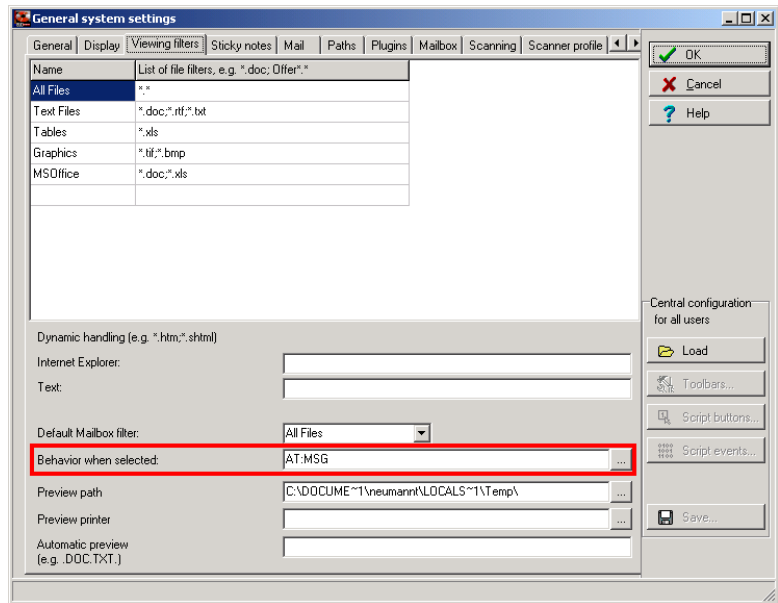 General system settings
General Display Viewing filters Sticky notes Mail Paths Plugins Mailbox Scanning Scanner profile
Name List of file filters, e.g. *.doc; Offer*.*
All Files *.*
Text Files *.doc;*.rtf;*.txt
Tables *.xls
Graphics *.tif;*.bmp
MSOffice *.doc;*.xls
OK
Cancel
Help
Dynamic handling (e.g. *.htm;*.shtml)
Internet Explorer:
Text:
Default Mailbox filter: All Files
Behavior when selected: AT:MSG ...
Preview path C:\DOCUME~1\neumannt\LOCALS~1\Temp\ ...
Preview printer ...
Automatic preview
(e.g. .DOC.TXT.)
Central configuration
for all users
Load
Toolbars...
Script buttons...
Script events...
Save...